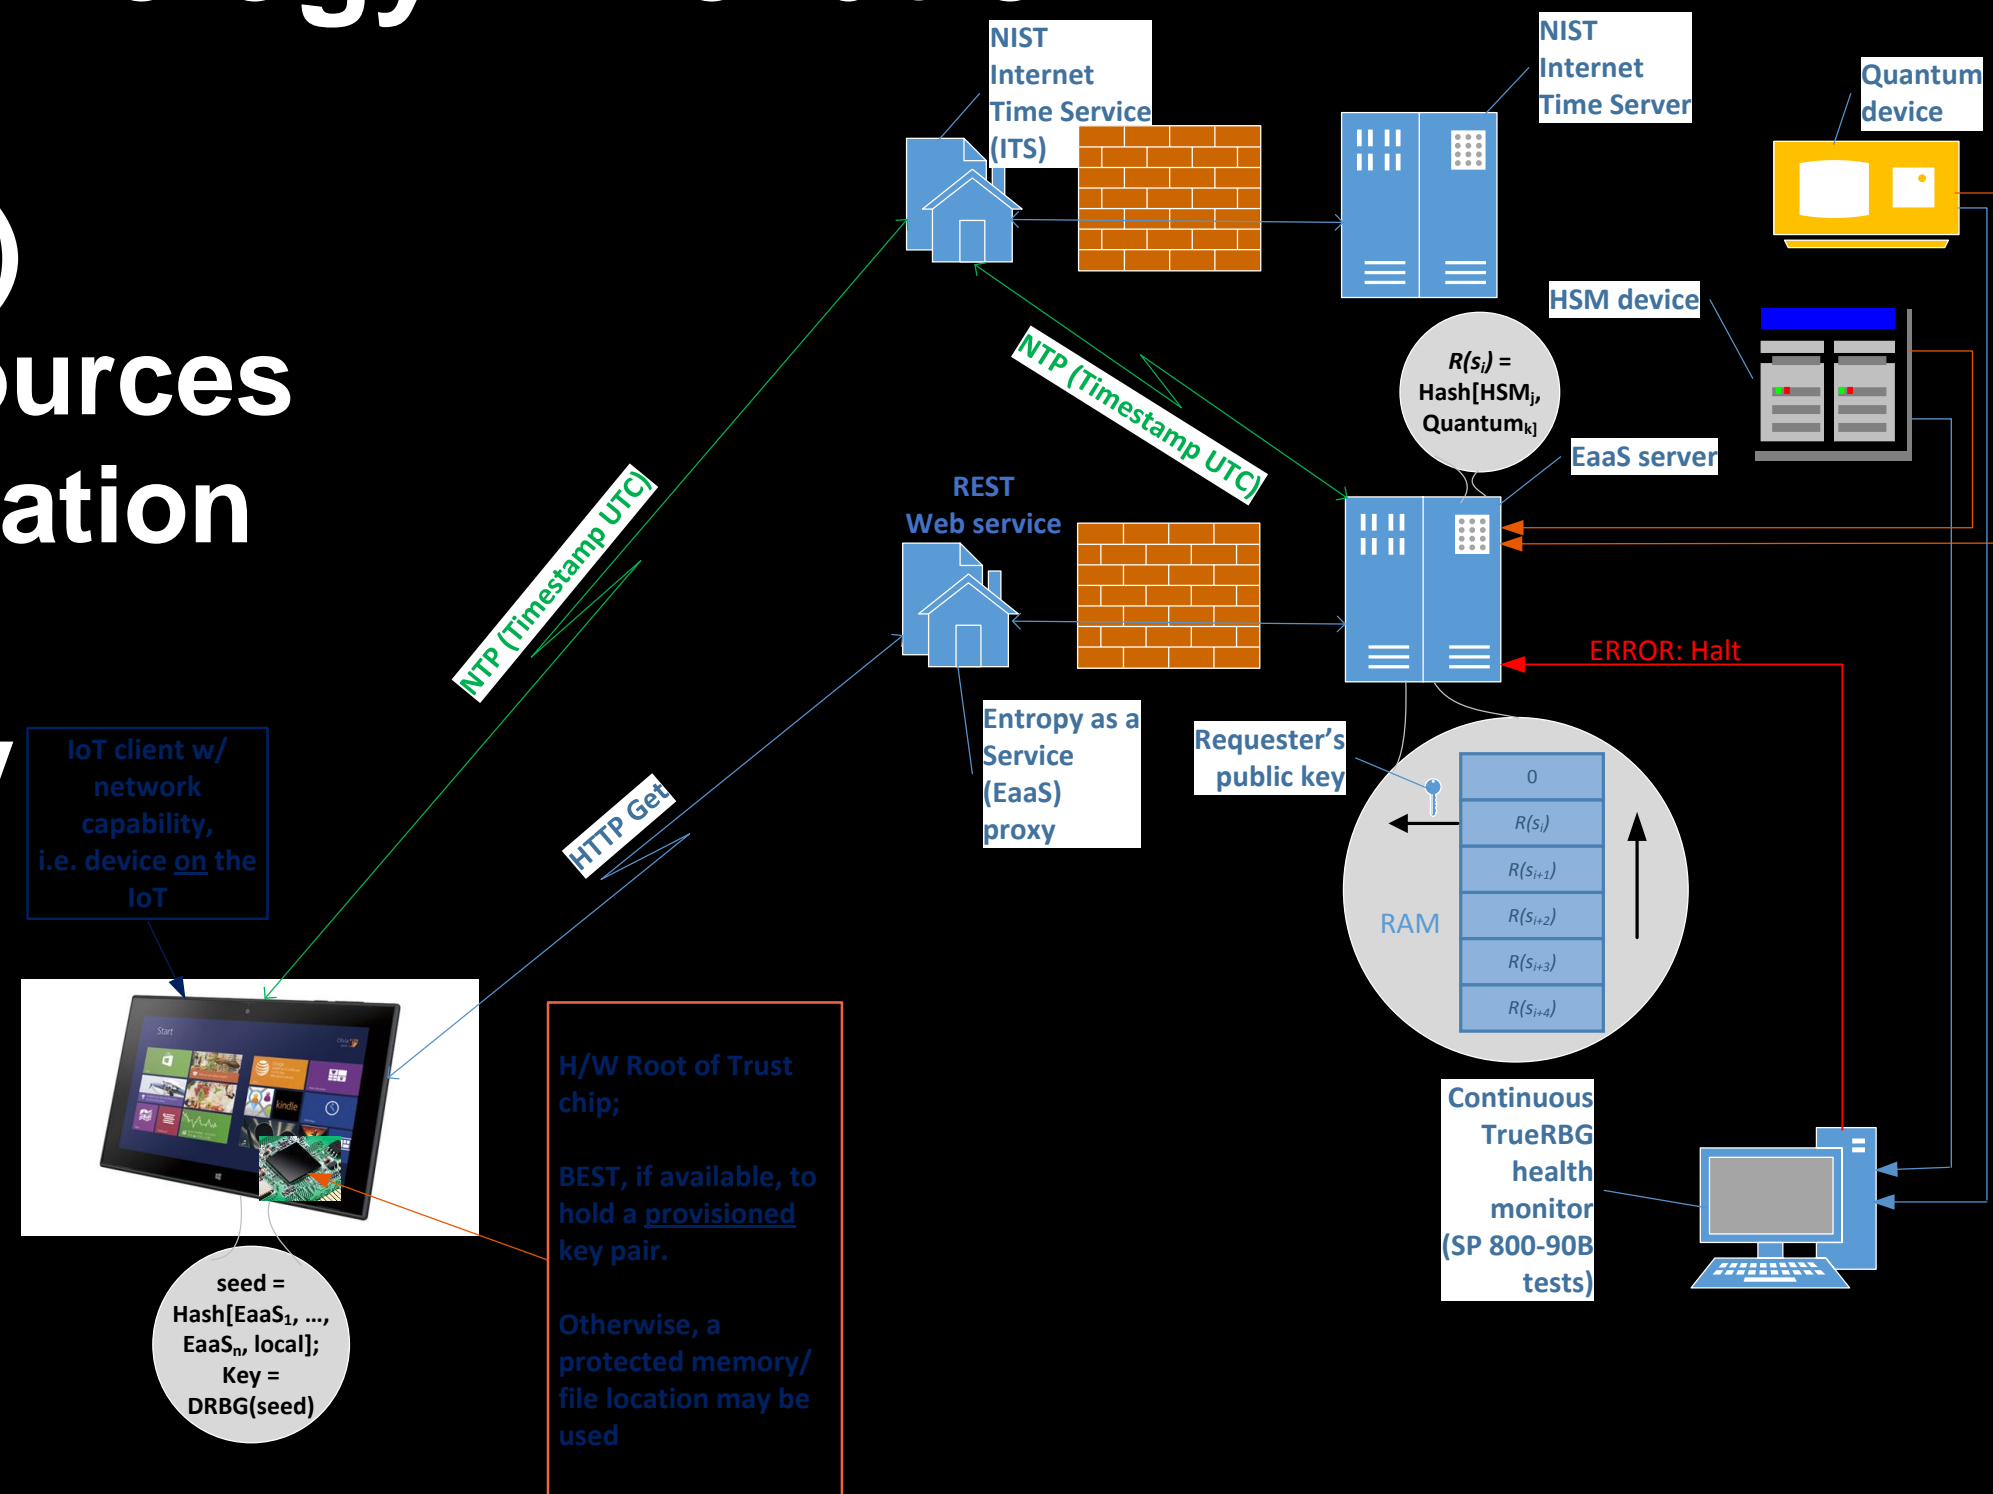 ources
ation
NIST
Internet
Time Service
(ITS)
NIST
Internet
Time Server
Quantum
device
HSM device
R(si) =
Hash[HSMj,
Quantumk]
EaaS server
NTP (Timestamp UTC)
NTP (Timestamp UTC)
REST
Web service
ERROR: Halt
Entropy as a
Service
(EaaS)
proxy
Requester's
public key
HTTP Get
0
R(si)
R(si+1)
R(si+2)
R(si+3)
R(si+4)
RAM
IoT client w/
network
capability,
i.e. device on the
IoT
Start
kindle
H/W Root of Trust
chip;
BEST, if available, to
hold a provisioned
key pair.
Otherwise, a
protected memory/
file location may be
used
Continuous
TrueRBG
health
monitor
(SP 800-90B
tests)
seed =
Hash[EaaS1, …,
EaaSn, local];
Key =
DRBG(seed)